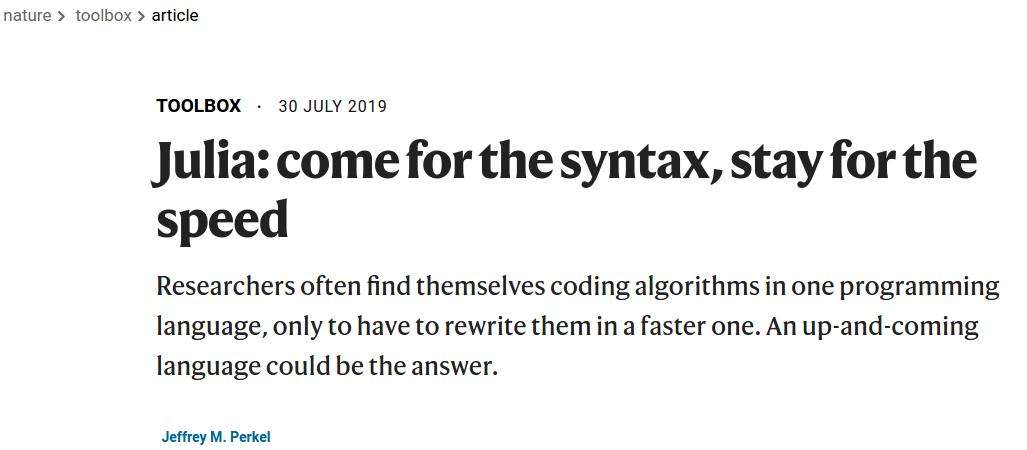 nature > toolbox > article
TOOLBOX · 30 JULY 2019
Julia: come for the syntax, stay for the
speed
Researchers often find themselves coding algorithms in one programming
language, only to have to rewrite them in a faster one. An up-and-coming
language could be the answer.
Jeffrey M. Perkel